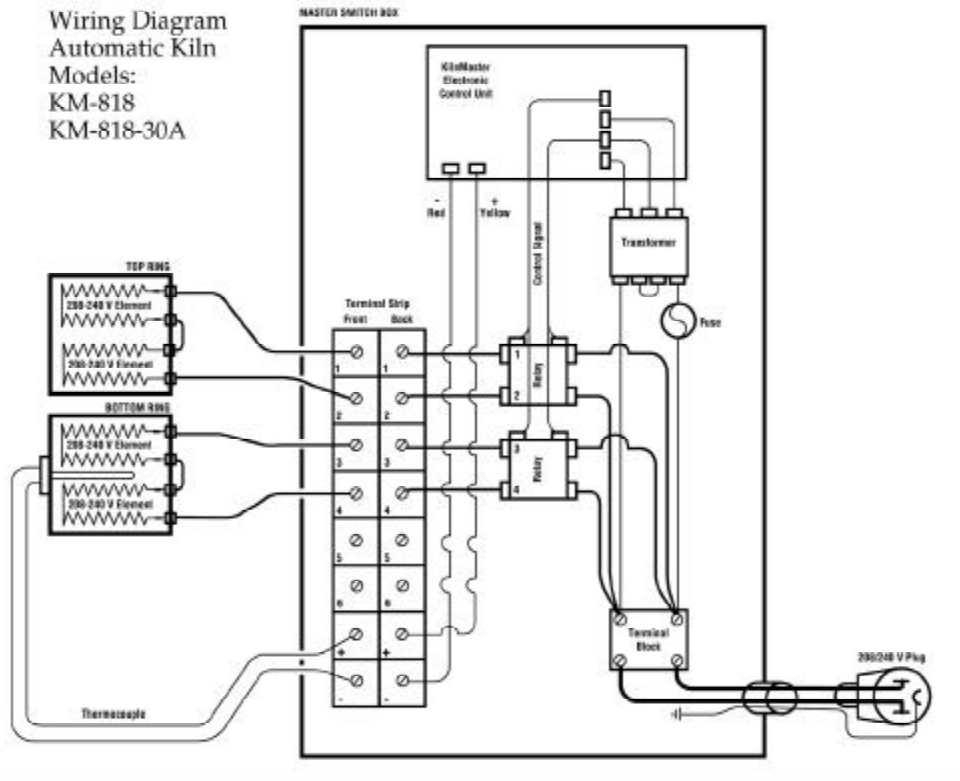 Wiring Diagram
Automatic Kiln
Models:
KM-818
KM-818-30A
MASTER SWITCH BOX
KilnMaster
Electronic
Control Unit
-
Red
+
Yellow
Control Signal
Transformer
Fuse
TOP RING
208-240 V Element
208-240 V Element
BOTTOM RING
208-240 V Element
208-240 V Element
Terminal Strip
Front Back
1 1
2 2
3 3
4 4
5 5
6 6
+ +
- -
1
2
Relay
3
4
Relay
Terminal
Block
208/240 V Plug
Thermocouple